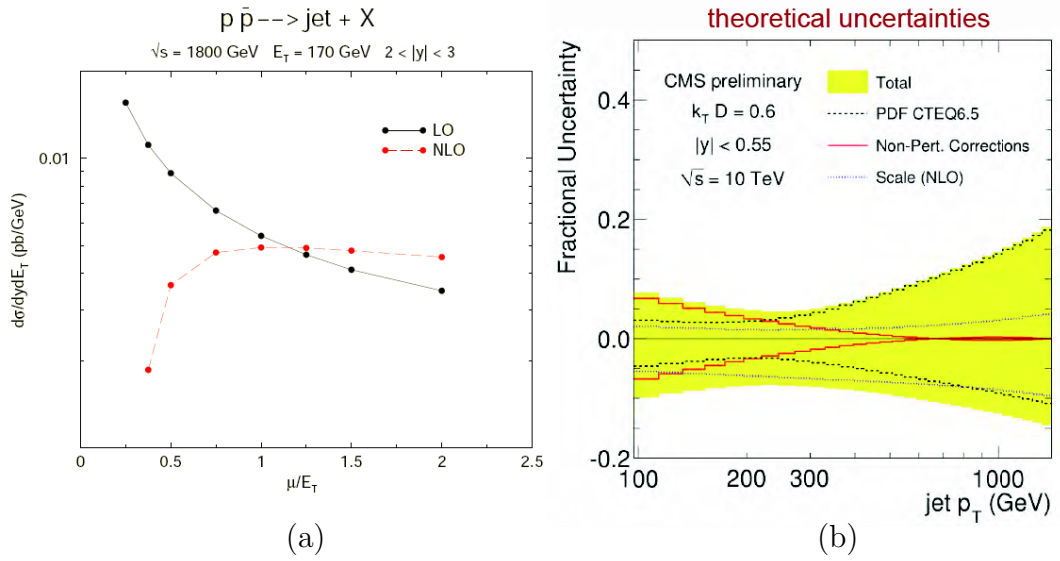 p p̄ --> jet + X
√s = 1800 GeV E_T = 170 GeV 2 < |y| < 3
LO
NLO
0.01
dσ/dydE_T (pb/GeV)
0 0.5 1 1.5 2 2.5
μ/E_T
(a)
theoretical uncertainties
CMS preliminary
k_T D = 0.6
|y| < 0.55
√s = 10 TeV
Total
PDF CTEQ6.5
Non-Pert. Corrections
Scale (NLO)
Fractional Uncertainty
0.4
0.2
0.0
-0.2
100 200 300 1000
jet p_T (GeV)
(b)